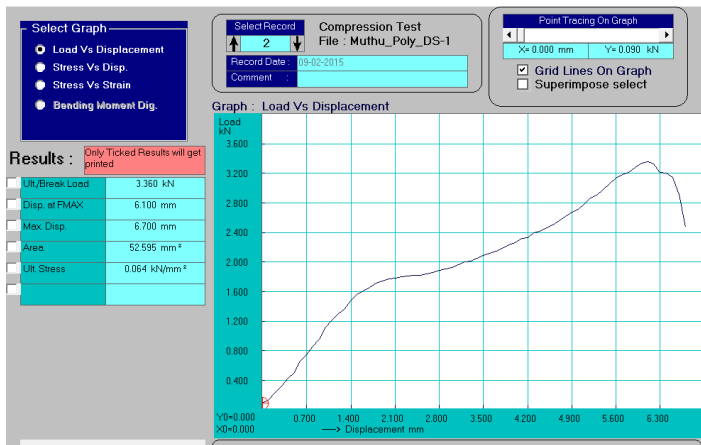 Select Graph
Load Vs Displacement
Stress Vs Disp.
Stress Vs Strain
Bending Moment Dig.
Select Record
2
Compression Test
File : Muthu_Poly_DS-1
Record Date : 09-02-2015
Comment :
Point Tracing On Graph
X= 0.000 mm Y= 0.090 kN
Grid Lines On Graph
Superimpose select
Results :
Only Ticked Results will get
printed
Ult/Break Load 3.360 kN
Disp. at FMAX 6.100 mm
Max. Disp. 6.700 mm
Area 52.595 mm²
Ult. Stress 0.064 kN/mm²
Graph : Load Vs Displacement
Load
kN
3.600
3.200
2.800
2.400
2.000
1.600
1.200
0.800
0.400
Y0=0.000
X0=0.000
0.700 1.400 2.100 2.800 3.500 4.200 4.900 5.600 6.300
Displacement mm